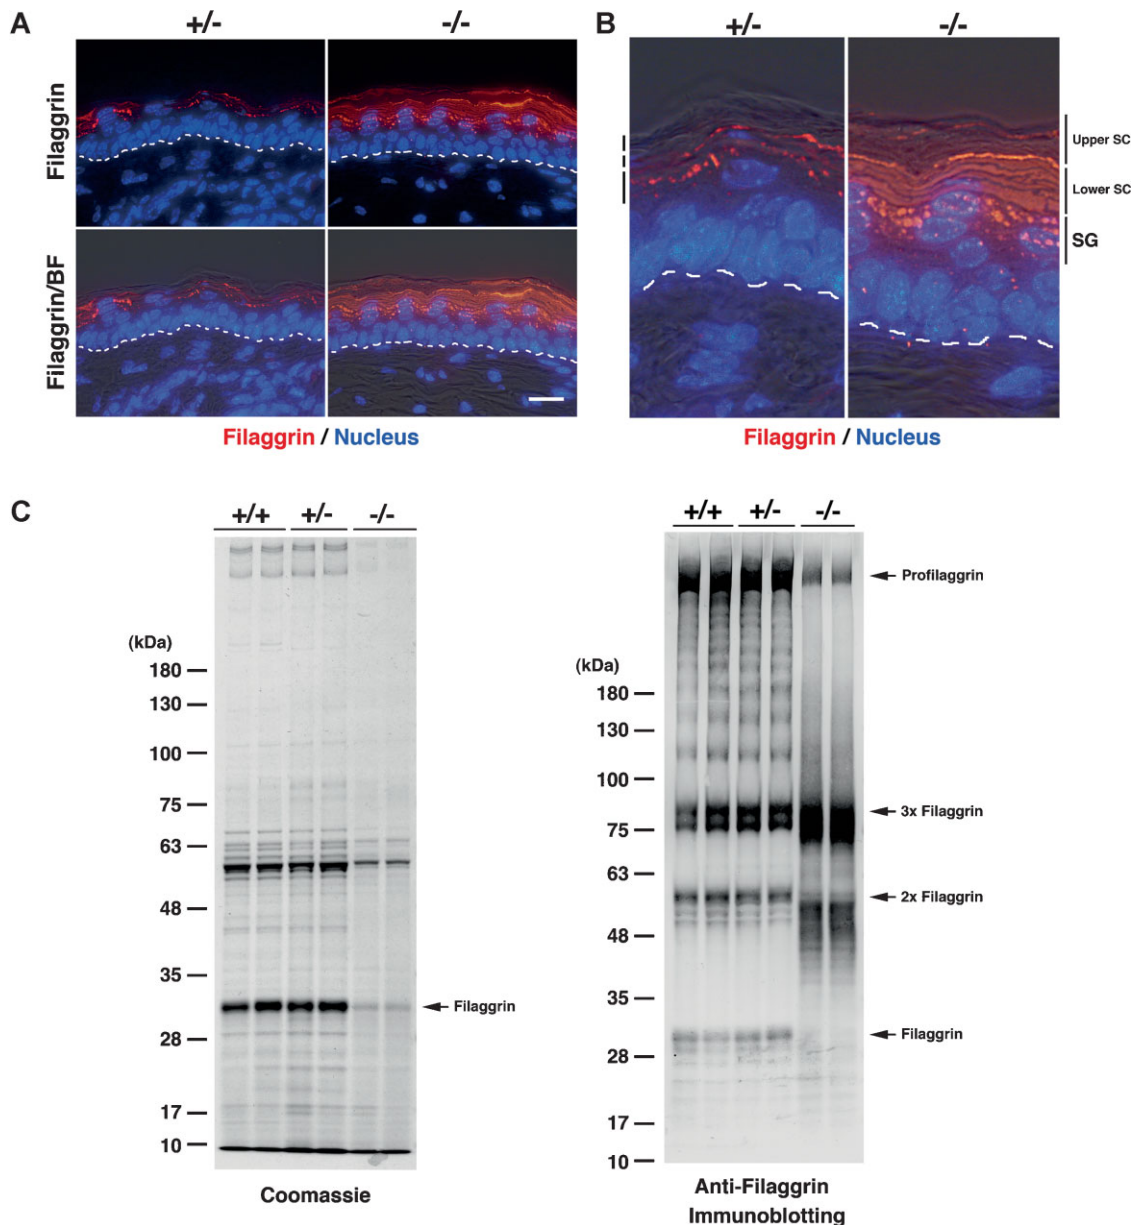 A
+/-
-/-
Filaggrin
Filaggrin/BF
Filaggrin / Nucleus
B
+/-
-/-
Upper SC
Lower SC
SG
Filaggrin / Nucleus
C
+/+
+/-
-/-
(kDa)
180
130
100
75
63
48
35
28
17
10
Filaggrin
Coomassie
+/+
+/-
-/-
(kDa)
180
130
100
75
63
48
35
28
17
10
Profilaggrin
3x Filaggrin
2x Filaggrin
Filaggrin
Anti-Filaggrin
Immunoblotting